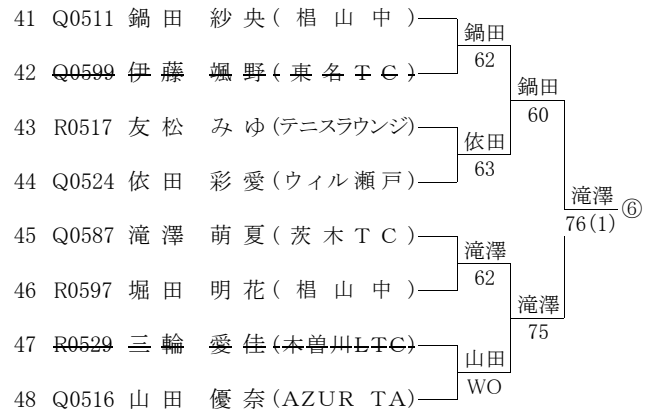 41 Q0511 鍋田 紗央(椙山中)
鍋田
62
42 Q0599 伊藤 颯野(東名TC)
鍋田
60
43 R0517 友松 みゆ(テニスラウンジ)
依田
63
44 Q0524 依田 彩愛(ウィル瀬戸)
滝澤 ⑥
76(1)
45 Q0587 滝澤 萌夏(茨木TC)
滝澤
62
46 R0597 堀田 明花(椙山中)
滝澤
75
47 R0529 三輪 愛佳(木曽川LTC)
山田
WO
48 Q0516 山田 優奈(AZUR TA)